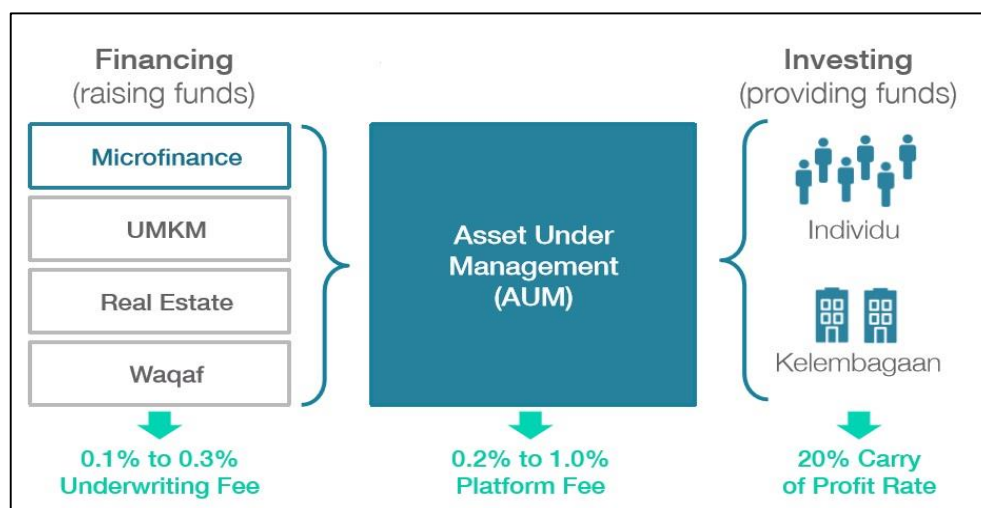 Financing
(raising funds)
Microfinance
UMKM
Real Estate
Waqaf
0.1% to 0.3%
Underwriting Fee
Asset Under
Management
(AUM)
0.2% to 1.0%
Platform Fee
Investing
(providing funds)
Individu
Kelembagaan
20% Carry
of Profit Rate